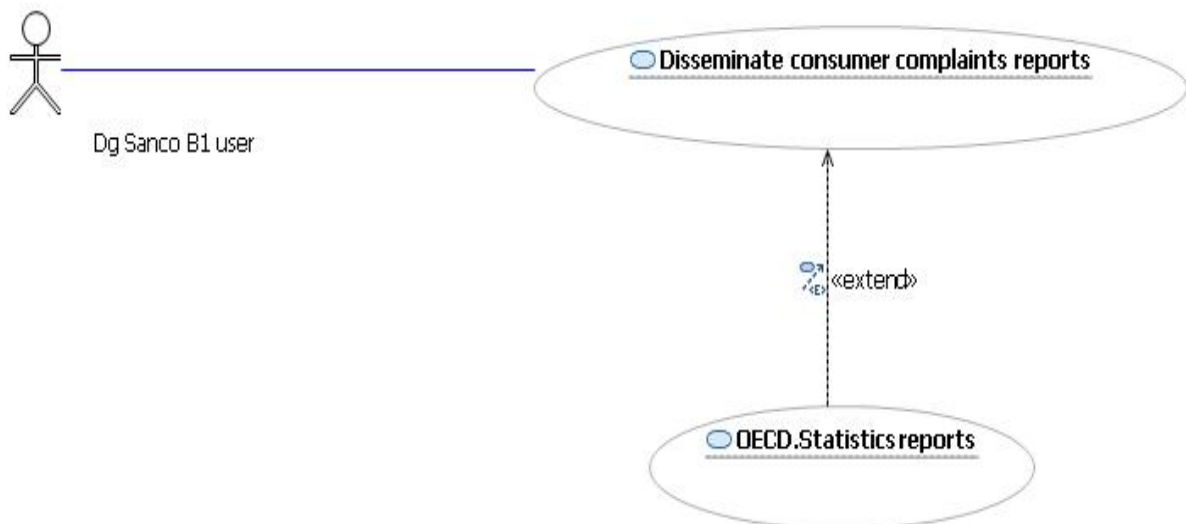 Disseminate consumer complaints reports
Dg Sanco B1 user
<E> «extend»
OECD.Statistics reports